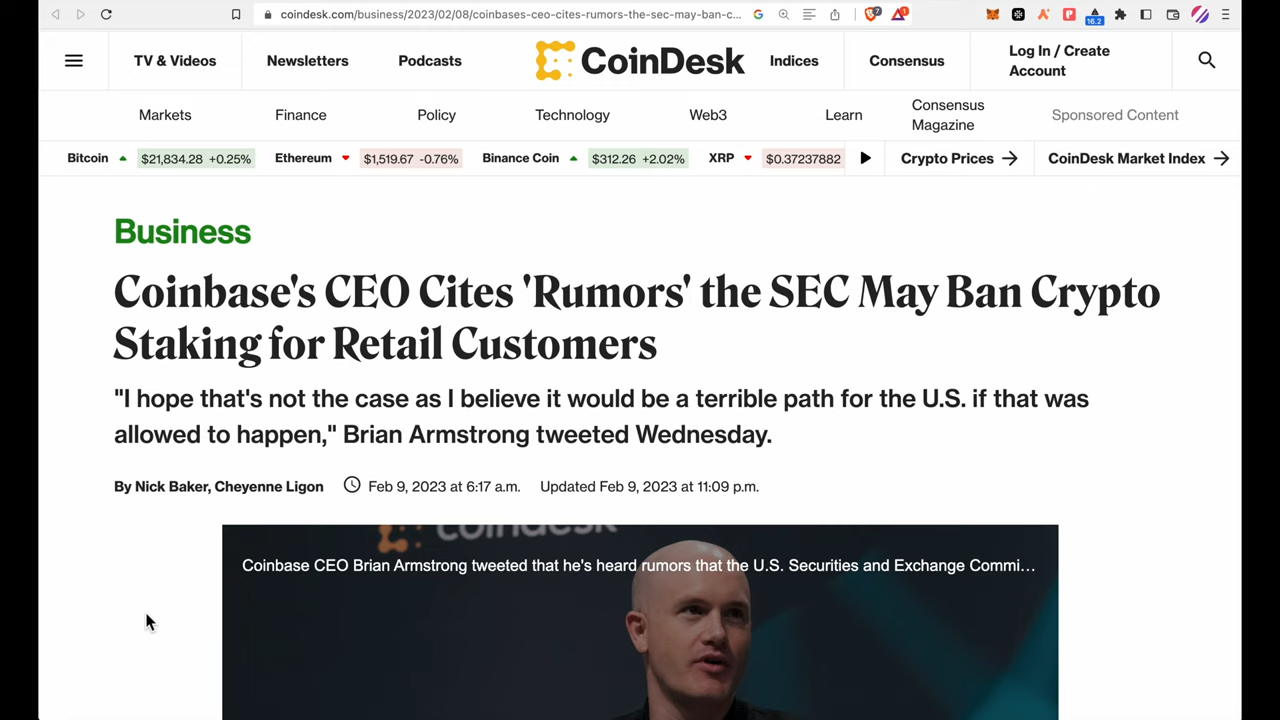 coindesk.com/business/2023/02/08/coinbases-ceo-cites-rumors-the-sec-may-ban-c...
7
1
16.2
TV & Videos
Newsletters
Podcasts
CoinDesk
Indices
Consensus
Log In / Create
Account
Markets
Finance
Policy
Technology
Web3
Learn
Consensus
Magazine
Sponsored Content
Bitcoin $21,834.28 +0.25% Ethereum $1,519.67 -0.76% Binance Coin $312.26 +2.02% XRP $0.37237882 Crypto Prices → CoinDesk Market Index →
Business
Coinbase's CEO Cites 'Rumors' the SEC May Ban Crypto
Staking for Retail Customers
"I hope that's not the case as I believe it would be a terrible path for the U.S. if that was
allowed to happen," Brian Armstrong tweeted Wednesday.
By Nick Baker, Cheyenne Ligon Feb 9, 2023 at 6:17 a.m. Updated Feb 9, 2023 at 11:09 p.m.
coindesk
Coinbase CEO Brian Armstrong tweeted that he's heard rumors that the U.S. Securities and Exchange Commi...